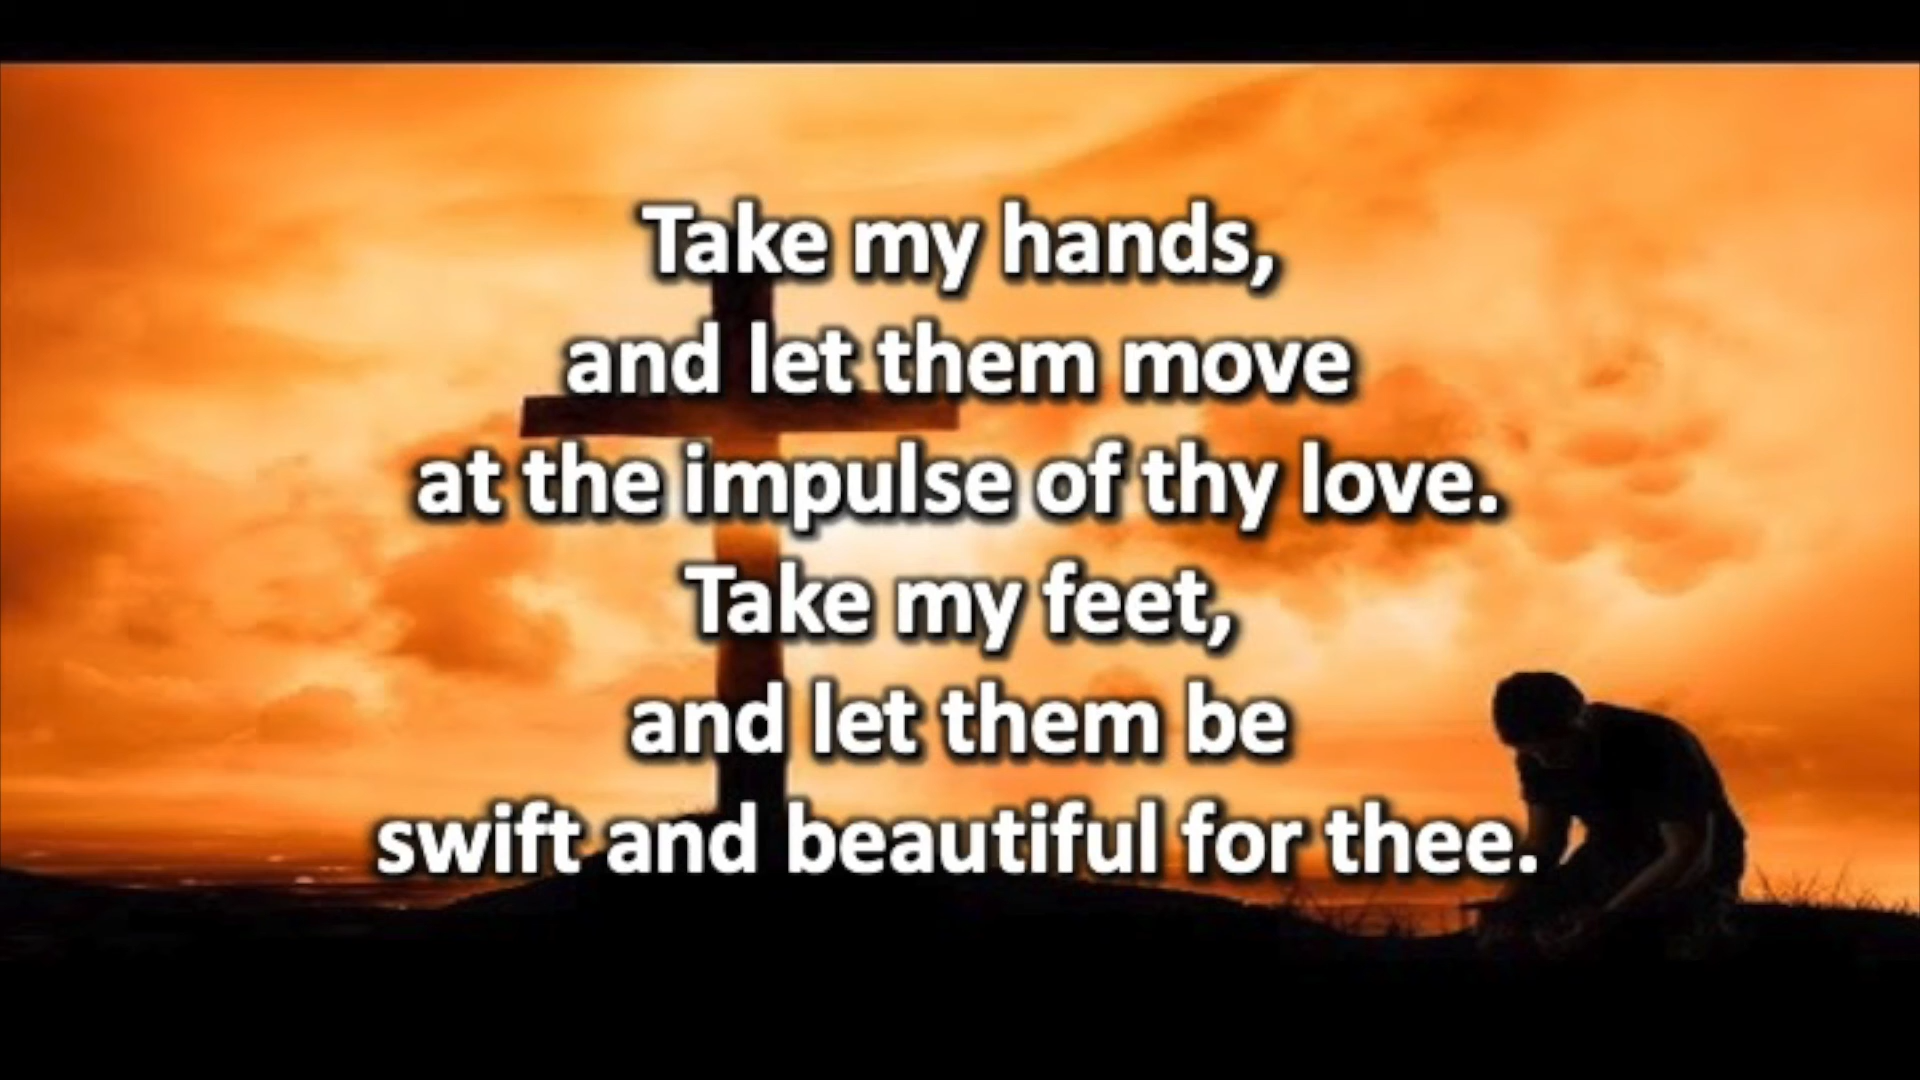 Take my hands,
and let them move
at the impulse of thy love.
Take my feet,
and let them be
swift and beautiful for thee.